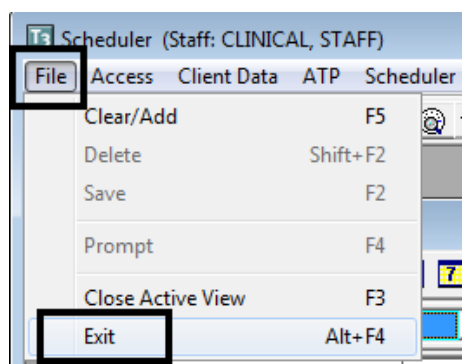 T3 Scheduler (Staff: CLINICAL, STAFF)
File Access Client Data ATP Scheduler
Clear/Add F5
Delete Shift+F2
Save F2
Prompt F4
7
Close Active View F3
Exit Alt+F4